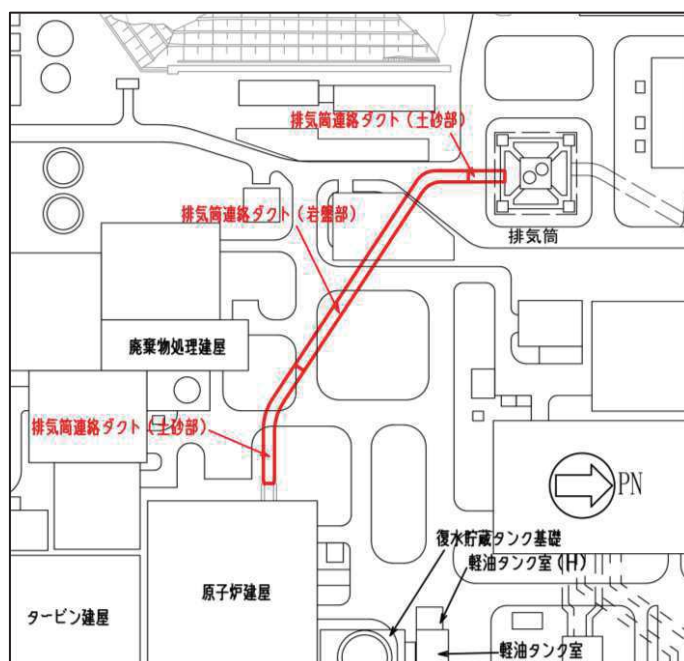 排気筒連絡ダクト（土砂部）
排気筒連絡ダクト（岩盤部）
排気筒
廃棄物処理建屋
排気筒連絡ダクト（土砂部）
PN
復水貯蔵タンク基礎
軽油タンク室（H）
原子炉建屋
タービン建屋
軽油タンク室